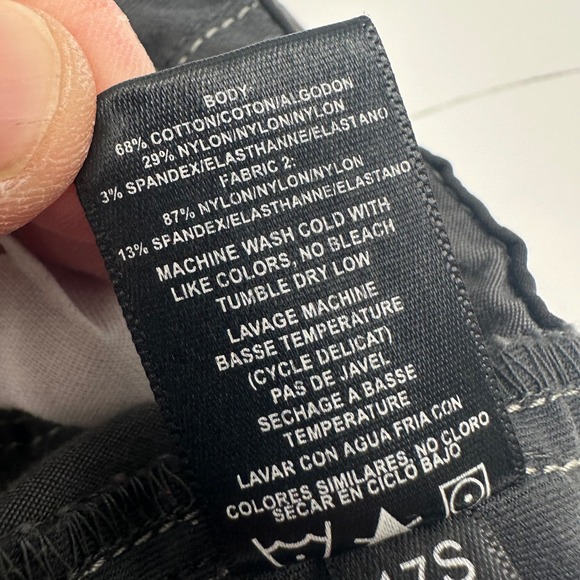 BODY
68% COTTON/COTON/ALGODON
29% NYLON/NYLON/NYLON
3% SPANDEX/ELASTHANNE/ELASTANO
FABRIC 2:
87% NYLON/NYLON/NYLON
13% SPANDEX/ELASTHANNE/ELASTANO
MACHINE WASH COLD WITH
LIKE COLORS, NO BLEACH
TUMBLE DRY LOW
LAVAGE MACHINE
BASSE TEMPERATURE
(CYCLE DELICAT)
PAS DE JAVEL
SECHAGE A BASSE
TEMPERATURE
LAVAR CON AGUA FRIA CON
COLORES SIMILARES, NO CLORO
SECAR EN CICLO BAJO